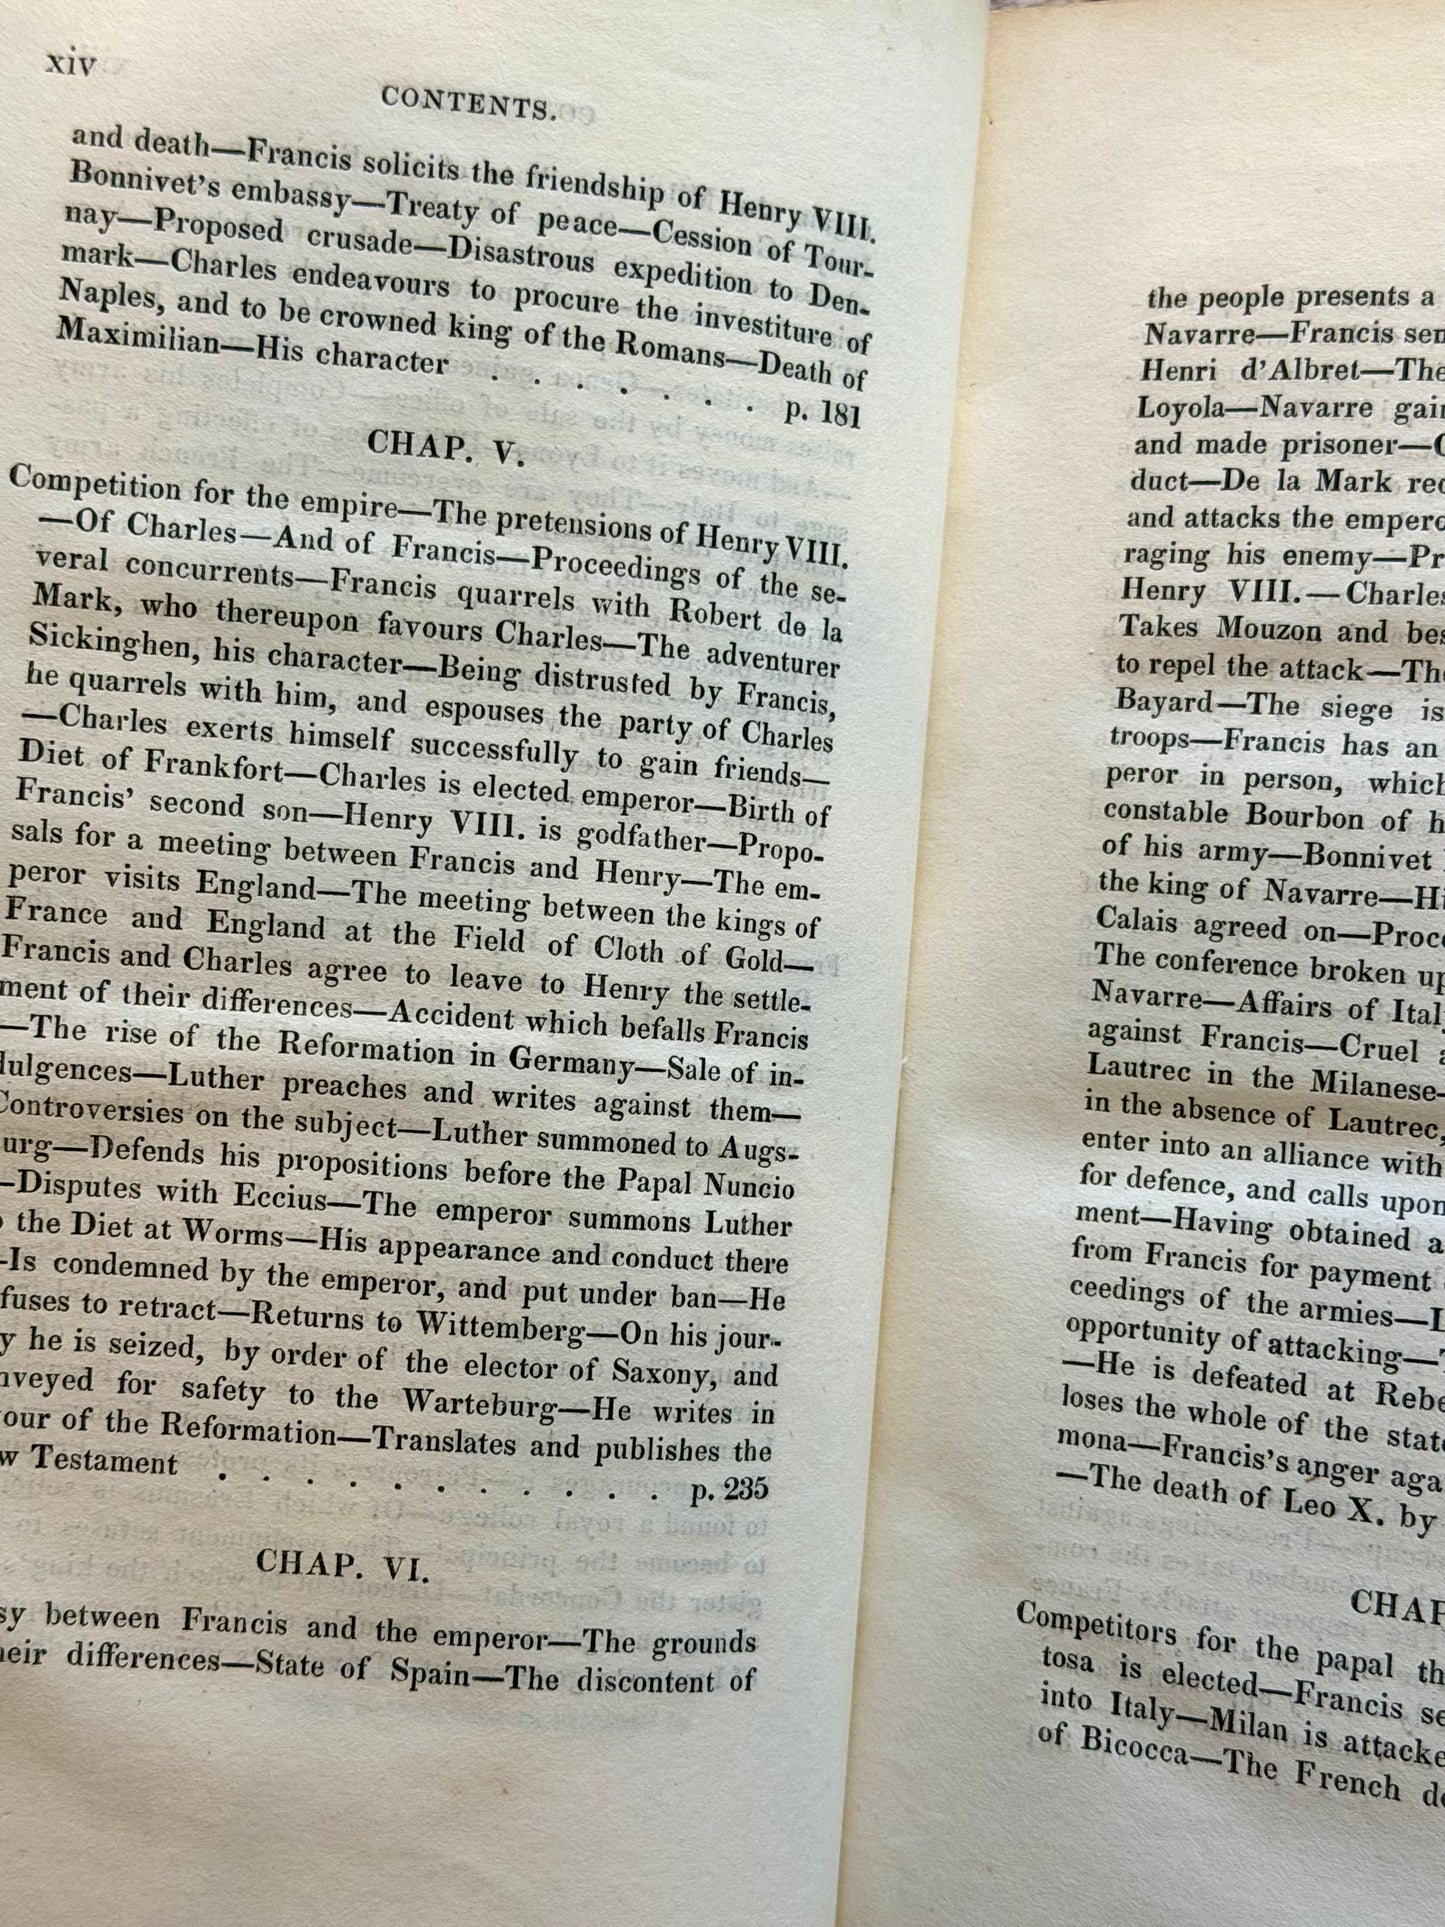 xiv
CONTENTS.
and death—Francis solicits the friendship of Henry VIII.
Bonnivet's embassy—Treaty of peace—Cession of Tour-
nay—Proposed crusade—Disastrous expedition to Den-
mark—Charles endeavours to procure the investiture of
Naples, and to be crowned king of the Romans—Death of
Maximilian—His character . . . . . . . p. 181
CHAP. V.
Competition for the empire—The pretensions of Henry VIII.
—Of Charles—And of Francis—Proceedings of the se-
veral concurrents—Francis quarrels with Robert de la
Mark, who thereupon favours Charles—The adventurer
Sickinghen, his character—Being distrusted by Francis,
he quarrels with him, and espouses the party of Charles
—Charles exerts himself successfully to gain friends—
Diet of Frankfort—Charles is elected emperor—Birth of
Francis' second son—Henry VIII. is godfather—Propo-
sals for a meeting between Francis and Henry—The em-
peror visits England—The meeting between the kings of
France and England at the Field of Cloth of Gold—
Francis and Charles agree to leave to Henry the settle-
ment of their differences—Accident which befalls Francis
—The rise of the Reformation in Germany—Sale of in-
dulgences—Luther preaches and writes against them—
Controversies on the subject—Luther summoned to Augs-
urg—Defends his propositions before the Papal Nuncio
—Disputes with Eccius—The emperor summons Luther
the Diet at Worms—His appearance and conduct there
—Is condemned by the emperor, and put under ban—He
fuses to retract—Returns to Wittemberg—On his jour-
y he is seized, by order of the elector of Saxony, and
nveyed for safety to the Warteburg—He writes in
our of the Reformation—Translates and publishes the
w Testament . . . . . . . . . . . p. 235
CHAP. VI.
sy between Francis and the emperor—The grounds
eir differences—State of Spain—The discontent of
the people presents a
Navarre—Francis sen
Henri d'Albret—The
Loyola—Navarre gain
and made prisoner—
duct—De la Mark rec
and attacks the empero
raging his enemy—Pr
Henry VIII.—Charles
Takes Mouzon and bes
to repel the attack—The
Bayard—The siege is
troops—Francis has an
peror in person, which
constable Bourbon of h
of his army—Bonnivet
the king of Navarre—Hi
Calais agreed on—Proce
The conference broken up
Navarre—Affairs of Ital
against Francis—Cruel a
Lautrec in the Milanese—
in the absence of Lautrec,
enter into an alliance with
for defence, and calls upon
ment—Having obtained a
from Francis for payment
ceedings of the armies—L
opportunity of attacking—
—He is defeated at Rebe
loses the whole of the state
mona—Francis's anger aga
—The death of Leo X. by
CHAP
Competitors for the papal th
tosa is elected—Francis se
into Italy—Milan is attacke
of Bicocca—The French de